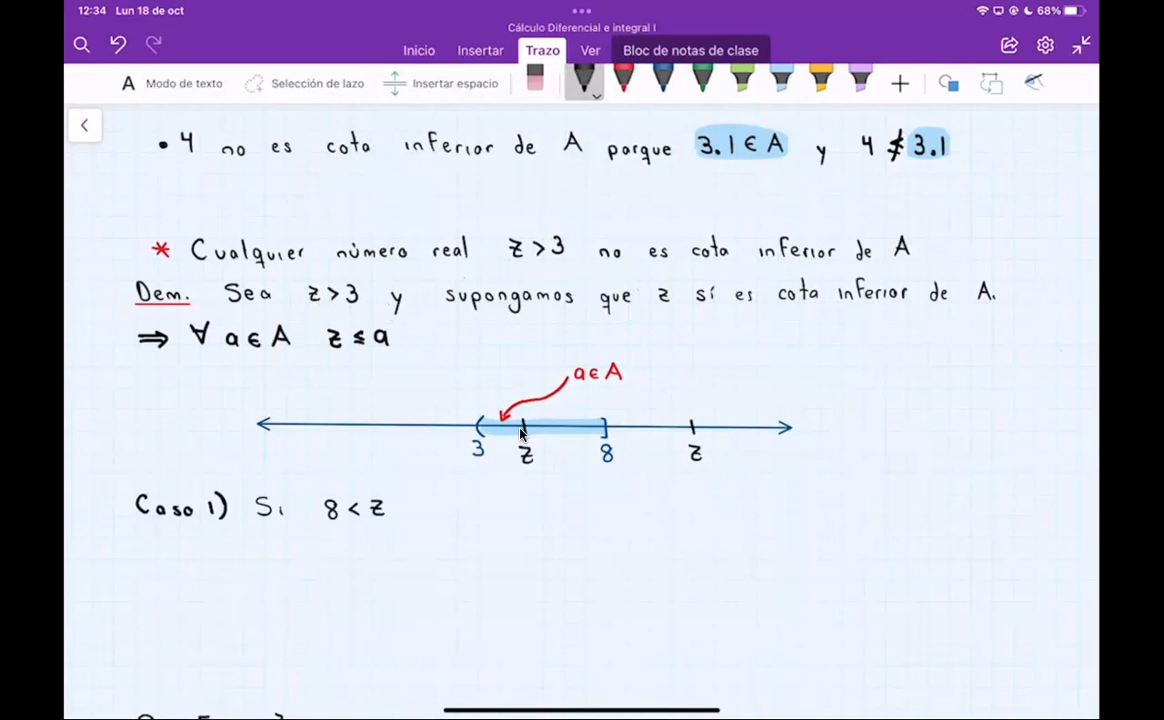 12:34 Lun 18 de oct
68%
Cálculo Diferencial e integral I
Inicio Insertar Trazo Ver Bloc de notas de clase
A Modo de texto Selección de lazo Insertar espacio
• 4 no es cota inferior de A porque 3.1 ∈ A y 4 ≰ 3.1
* Cualquier número real z > 3 no es cota inferior de A
Dem. Sea z > 3 y supongamos que z sí es cota inferior de A.
⇒ ∀ a ∈ A z ≤ a
a ∈ A
3 z 8 z
Caso 1) Si 8 < z